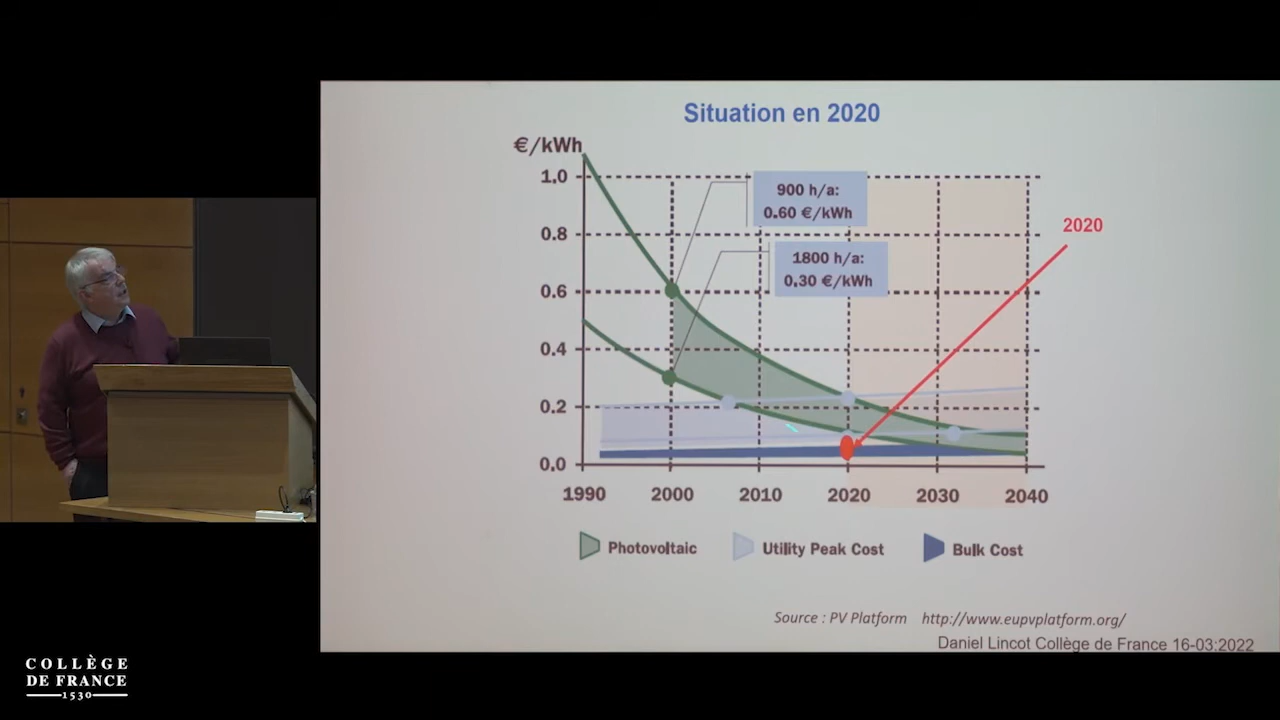 Situation en 2020
€/kWh
1,0
0.8
0.6
0.4
0.2
0.0
900 h/a:
0.60 €/kWh
1800 h/a:
0.30 €/kWh
2020
1990 2000 2010 2020 2030 2040
Photovoltaic Utility Peak Cost Bulk Cost
Source : PV Platform http://www.eupvplatform.org/
Daniel Lincot Collège de France 16-03:2022
COLLÈGE
DE FRANCE
1530